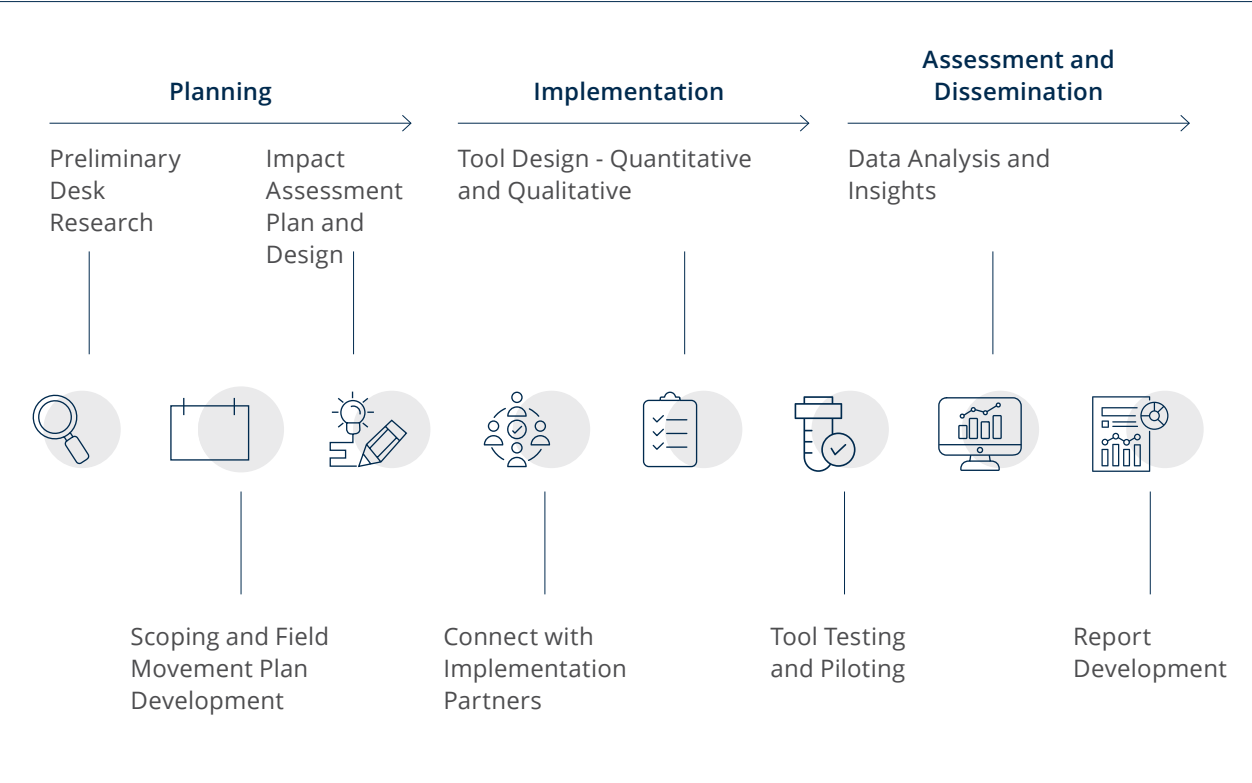 Planning
Implementation
Assessment and
Dissemination
Preliminary
Desk
Research
Impact
Assessment
Plan and
Design
Tool Design - Quantitative
and Qualitative
Data Analysis and
Insights
Scoping and Field
Movement Plan
Development
Connect with
Implementation
Partners
Tool Testing
and Piloting
Report
Development